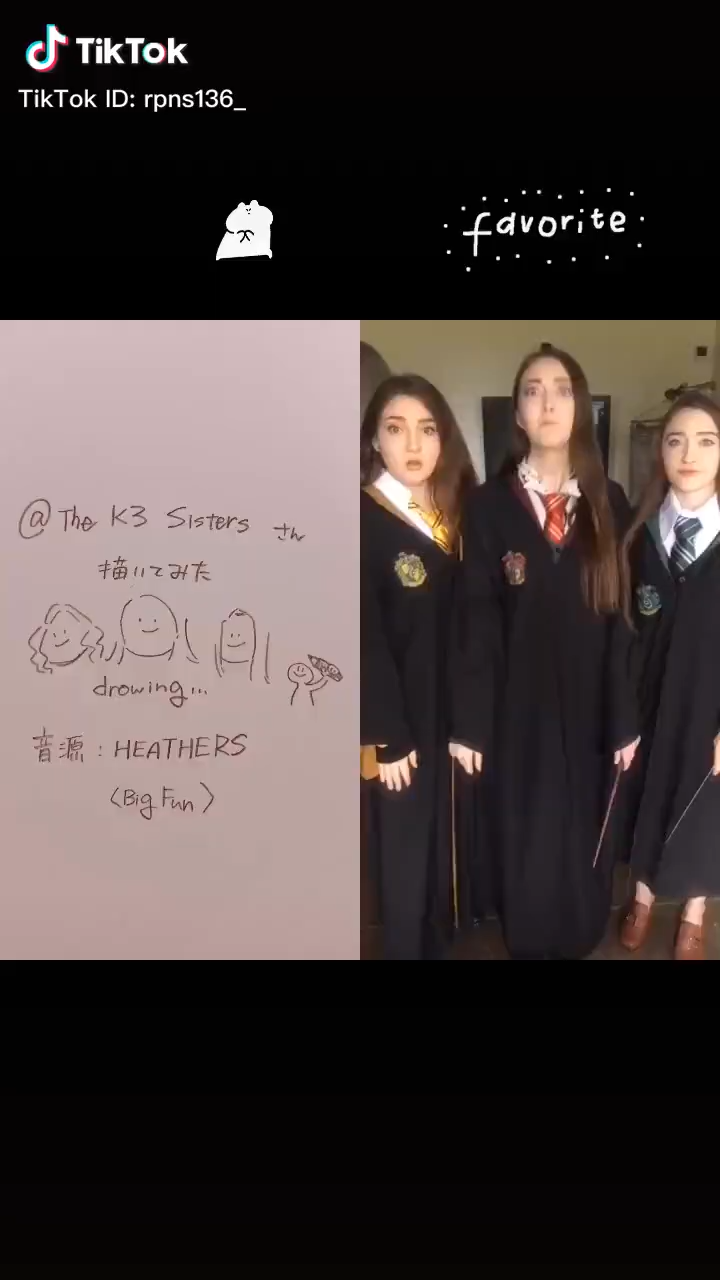 TikTok
TikTok ID: rpns136_
favorite
@The K3 Sisters さん
描いてみた
drowing...
音源:HEATHERS
〈Big Fun〉